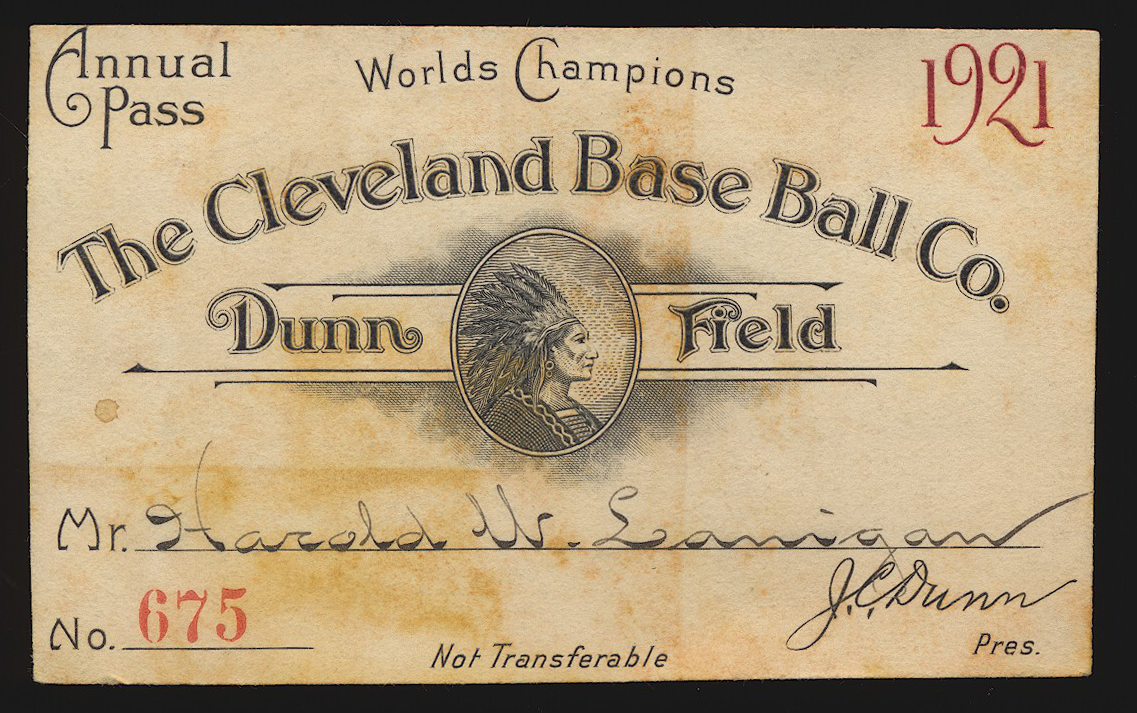 Annual Pass
Worlds Champions
1921
The Cleveland Base Ball Co.
Dunn Field
Mr. Harold W. Lanigan
J.C. Dunn
No. 675
Not Transferable
Pres.